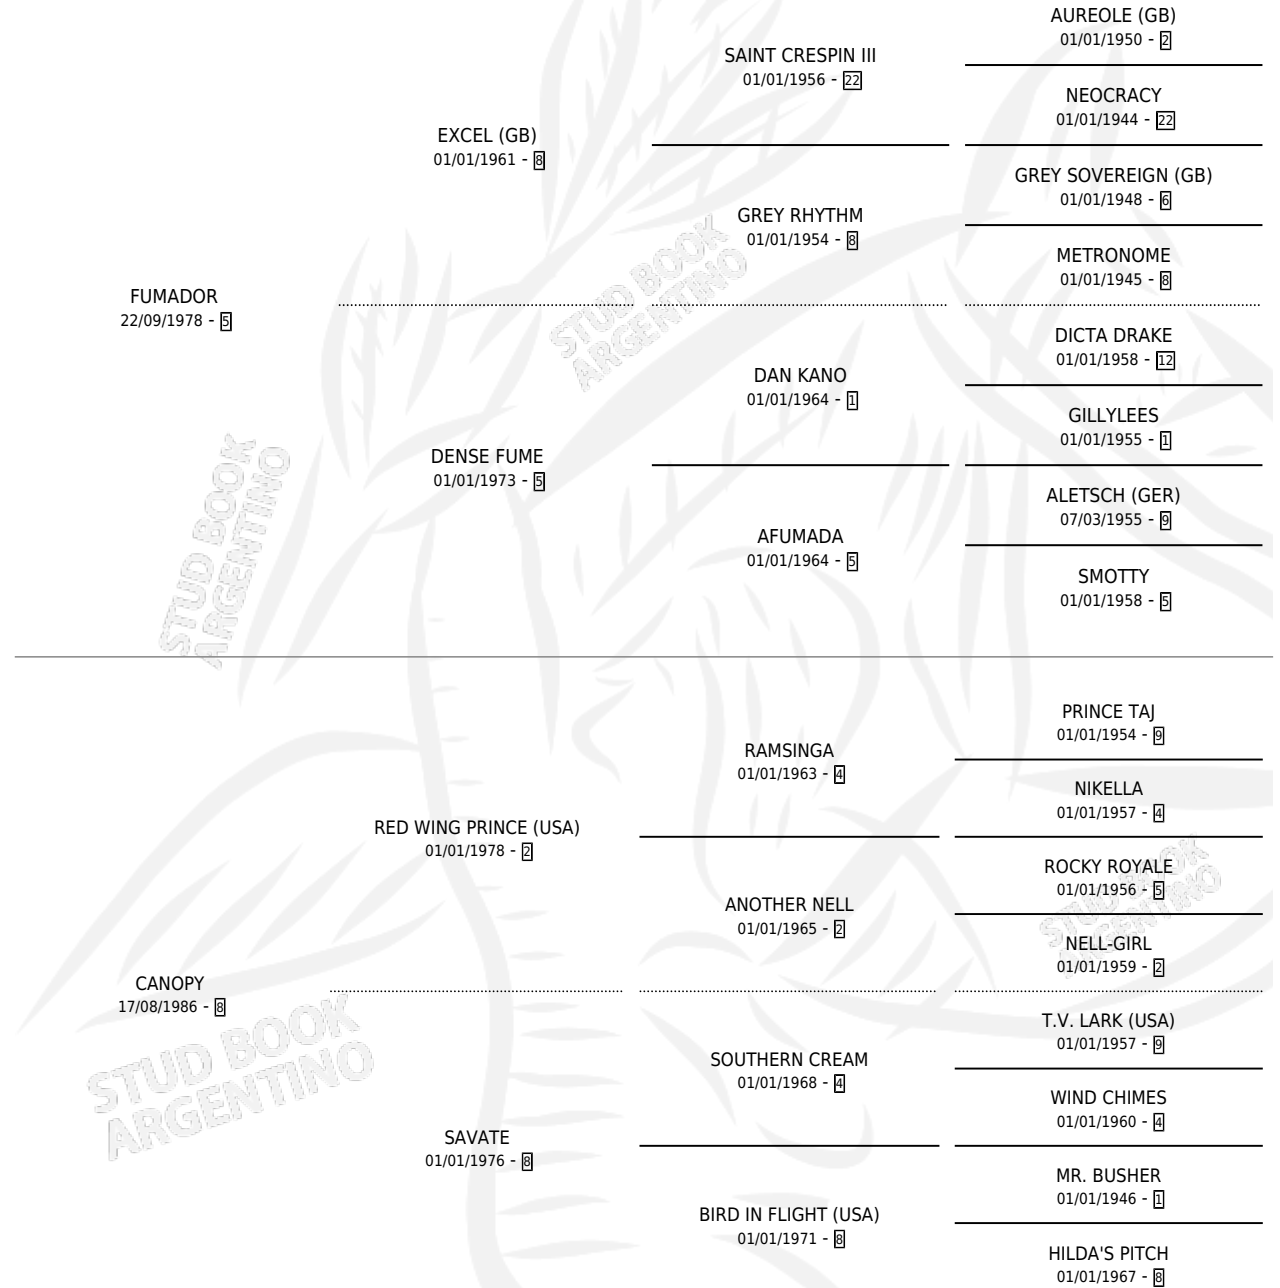 AUREOLE (GB)
01/01/1950 - 2
SAINT CRESPIN III
01/01/1956 - 22
NEOCRACY
01/01/1944 - 22
EXCEL (GB)
01/01/1961 - 8
GREY SOVEREIGN (GB)
01/01/1948 - 6
GREY RHYTHM
01/01/1954 - 8
METRONOME
01/01/1945 - 8
FUMADOR
22/09/1978 - 5
DICTA DRAKE
01/01/1958 - 12
DAN KANO
01/01/1964 - 1
GILLYLEES
01/01/1955 - 1
DENSE FUME
01/01/1973 - 5
ALETSCH (GER)
07/03/1955 - 9
AFUMADA
01/01/1964 - 5
SMOTTY
01/01/1958 - 5
PRINCE TAJ
01/01/1954 - 9
RAMSINGA
01/01/1963 - 4
NIKELLA
01/01/1957 - 4
RED WING PRINCE (USA)
01/01/1978 - 2
ROCKY ROYALE
01/01/1956 - 5
ANOTHER NELL
01/01/1965 - 2
NELL-GIRL
01/01/1959 - 2
CANOPY
17/08/1986 - 8
T.V. LARK (USA)
01/01/1957 - 9
SOUTHERN CREAM
01/01/1968 - 4
WIND CHIMES
01/01/1960 - 4
SAVATE
01/01/1976 - 8
MR. BUSHER
01/01/1946 - 1
BIRD IN FLIGHT (USA)
01/01/1971 - 8
HILDA'S PITCH
01/01/1967 - 8
STUD BOOK
ARGENTINO
STUD BOOK
ARGENTINO
STUD BOOK
ARGENTINO
STUD BOOK
ARGENTINO